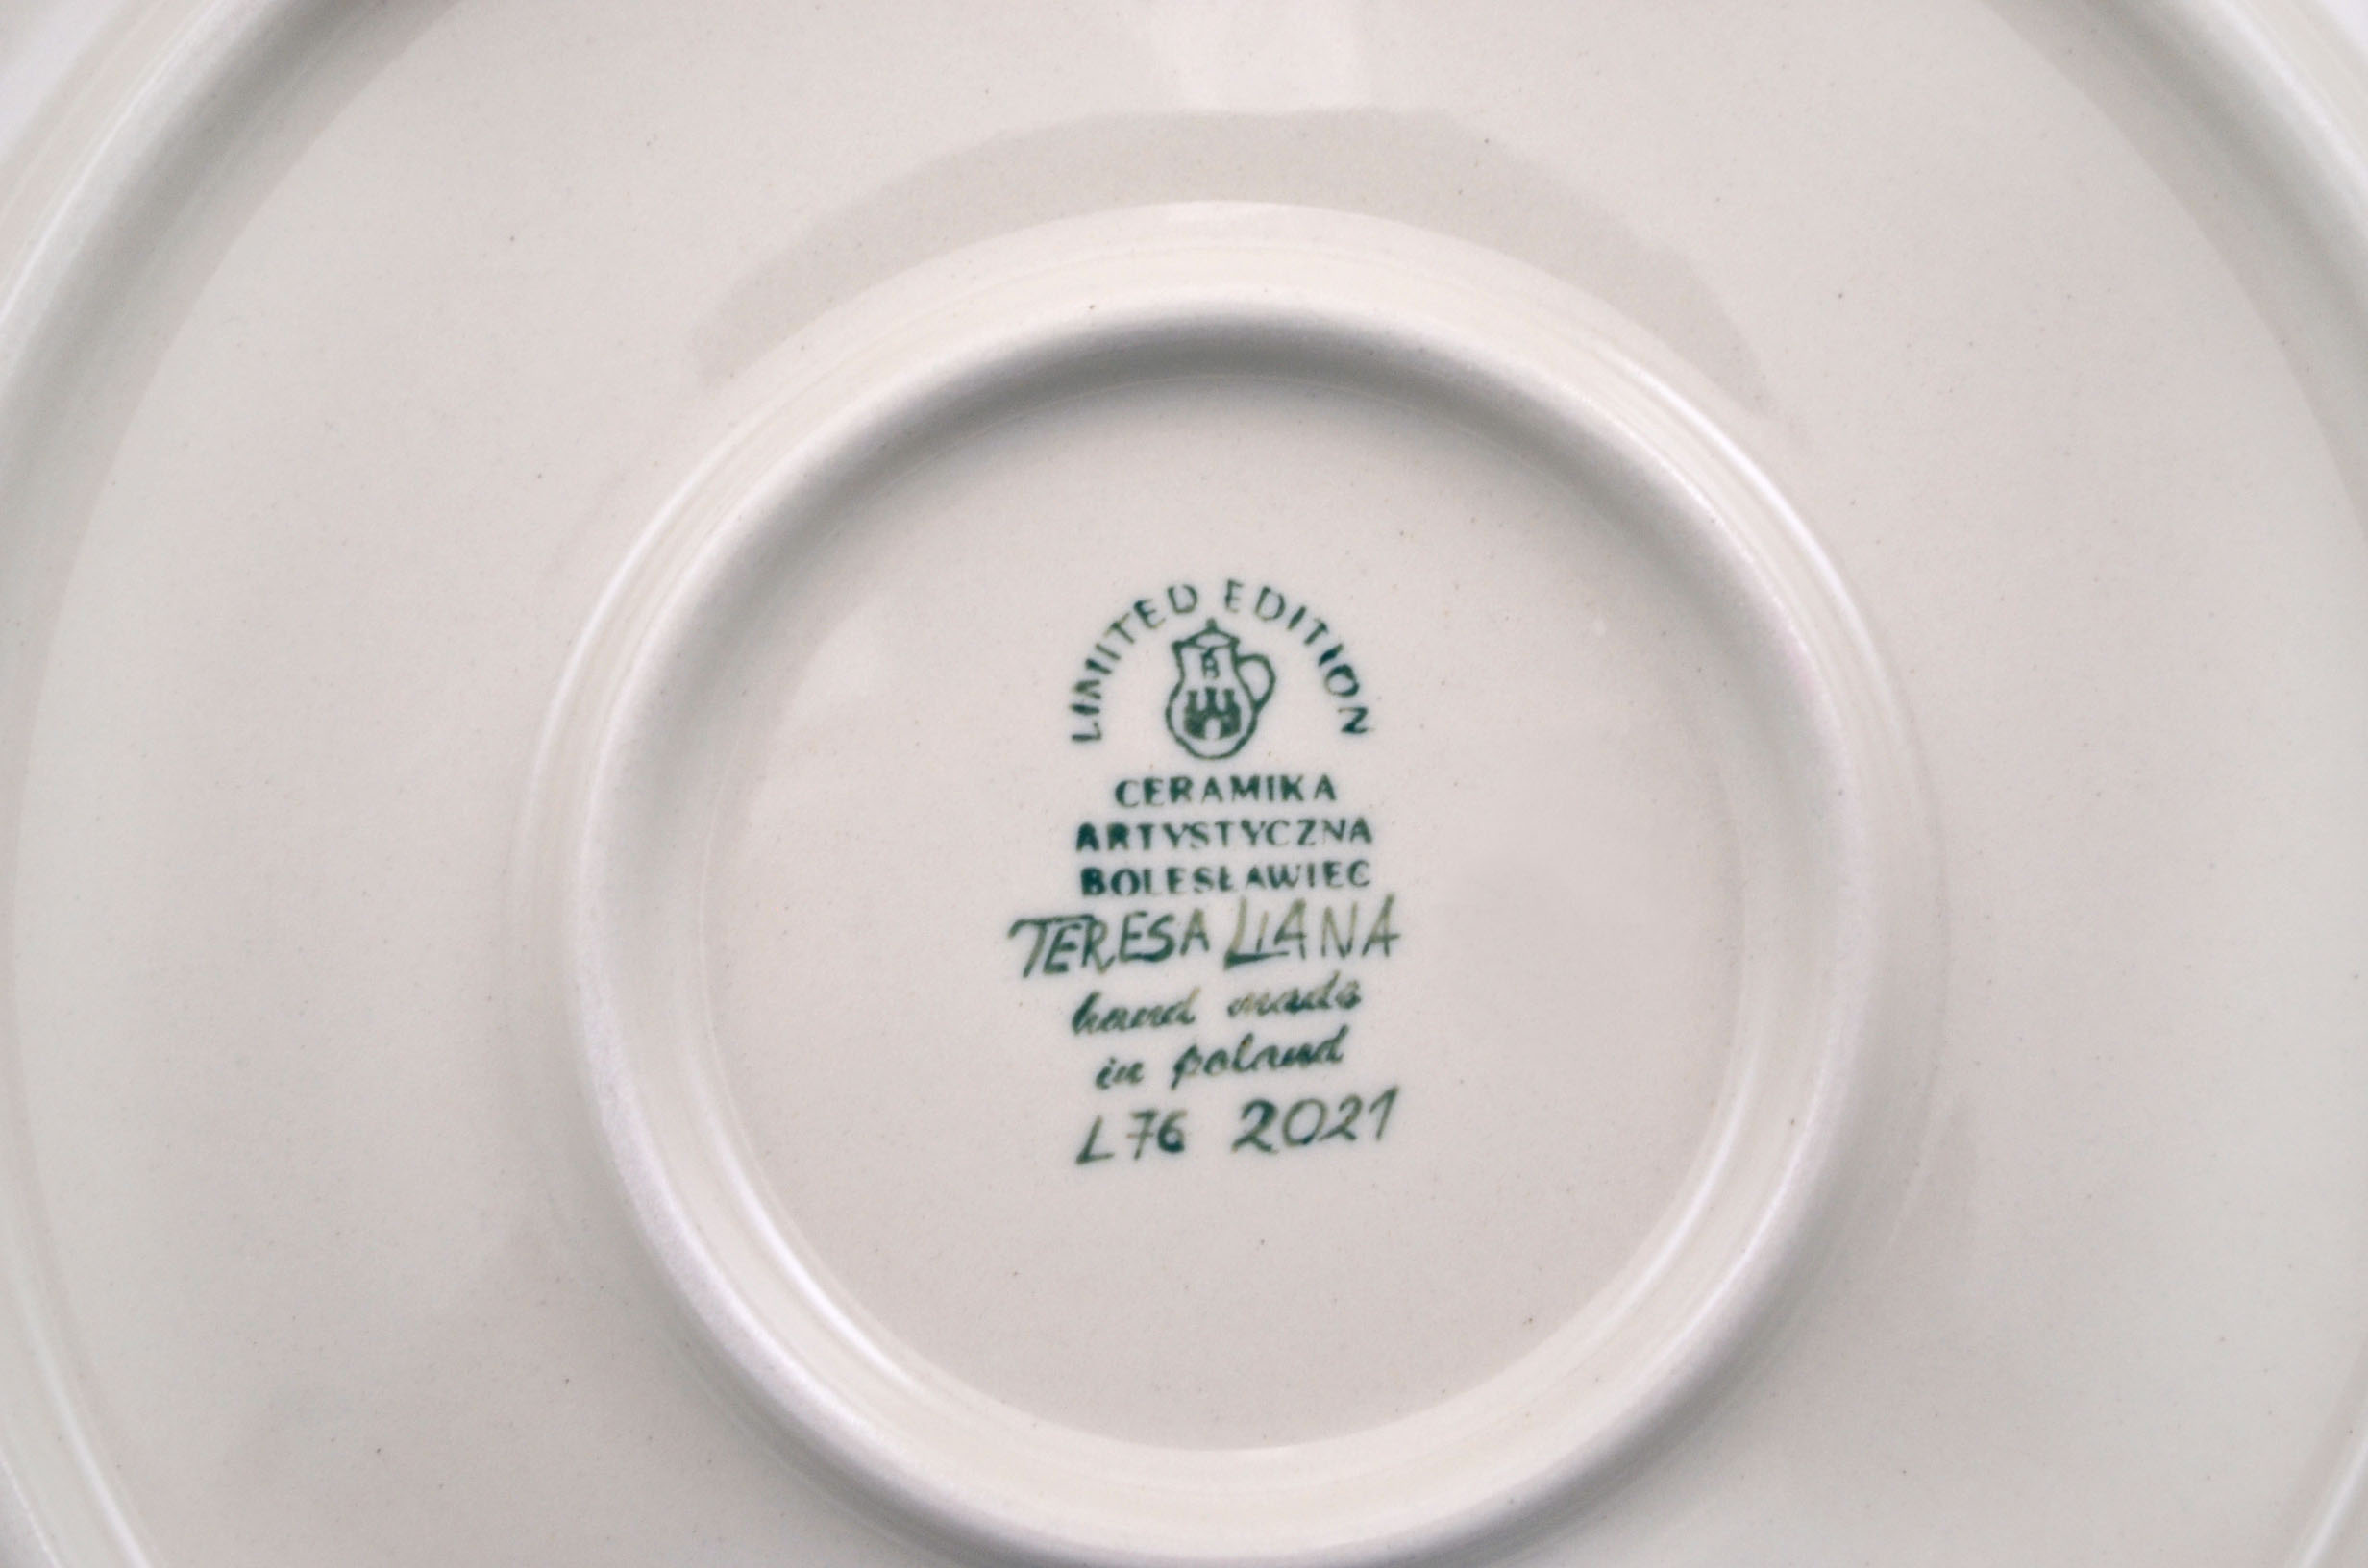 LIMITED EDITION
B
CERAMIKA
ARTYSTYCZNA
BOLESŁAWIEC
TERESA LIANA
hand made
in poland
L76 2021